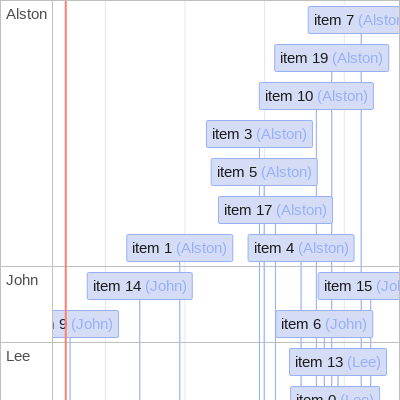 Alston
item 7 (Alston
item 19 (Alston)
item 10 (Alston)
item 3 (Alston)
item 5 (Alston)
item 17 (Alston)
item 1 (Alston)
item 4 (Alston)
John
item 14 (John)
item 15 (Jo
9 (John)
item 6 (John)
Lee
item 13 (Lee)
item 0 (Lee)